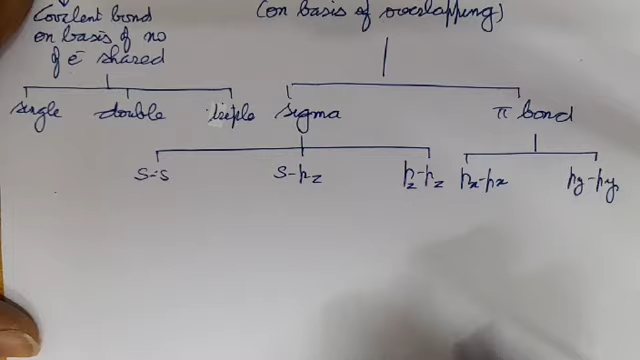 Covlent bond
on basis of no
of e⁻ shared
(on basis of overlapping)
single double triple sigma π bond
s-s s-pz pz-pz px-px py-py